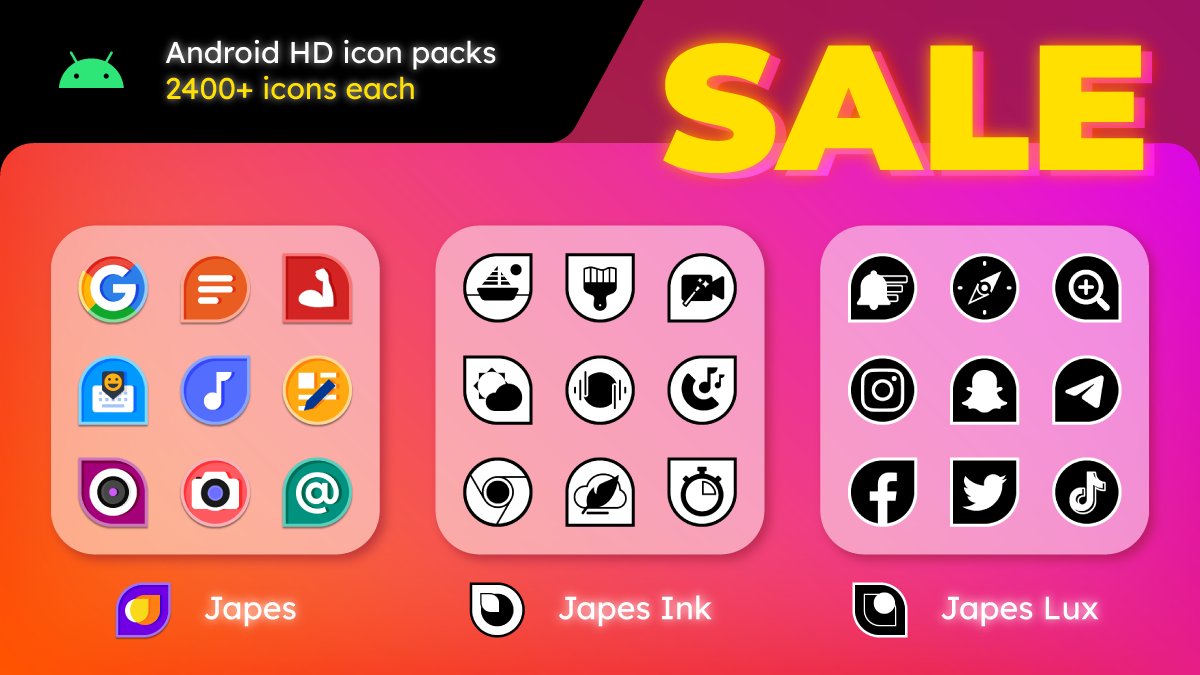 Android HD icon packs
2400+ icons each
SALE
Japes
Japes Ink
Japes Lux